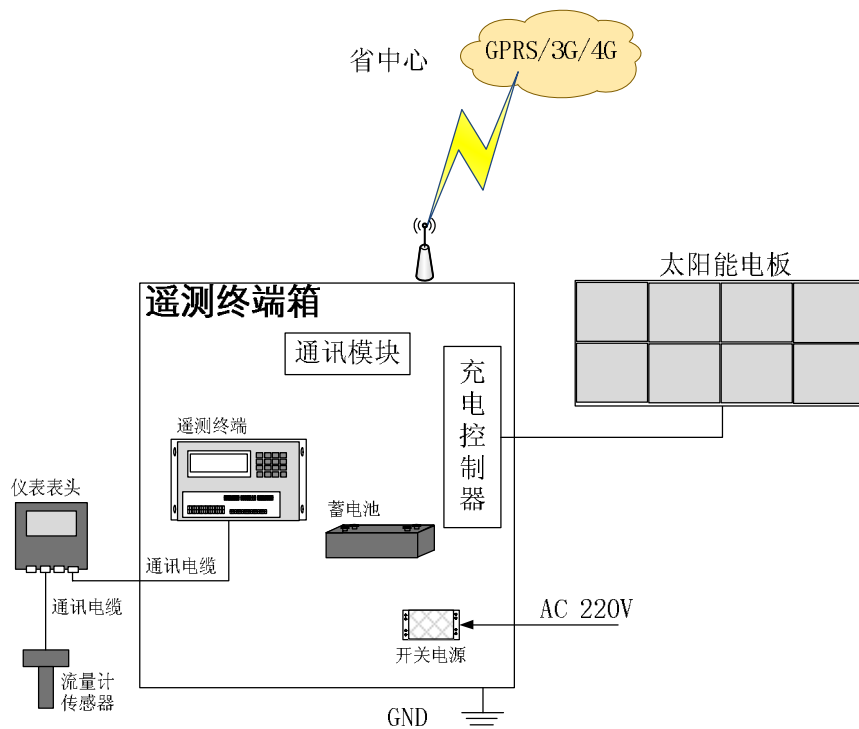 省中心
GPRS/3G/4G
太阳能电板
遥测终端箱
通讯模块
充电控制器
遥测终端
仪表表头
蓄电池
通讯电缆
通讯电缆
AC 220V
开关电源
流量计
传感器
GND